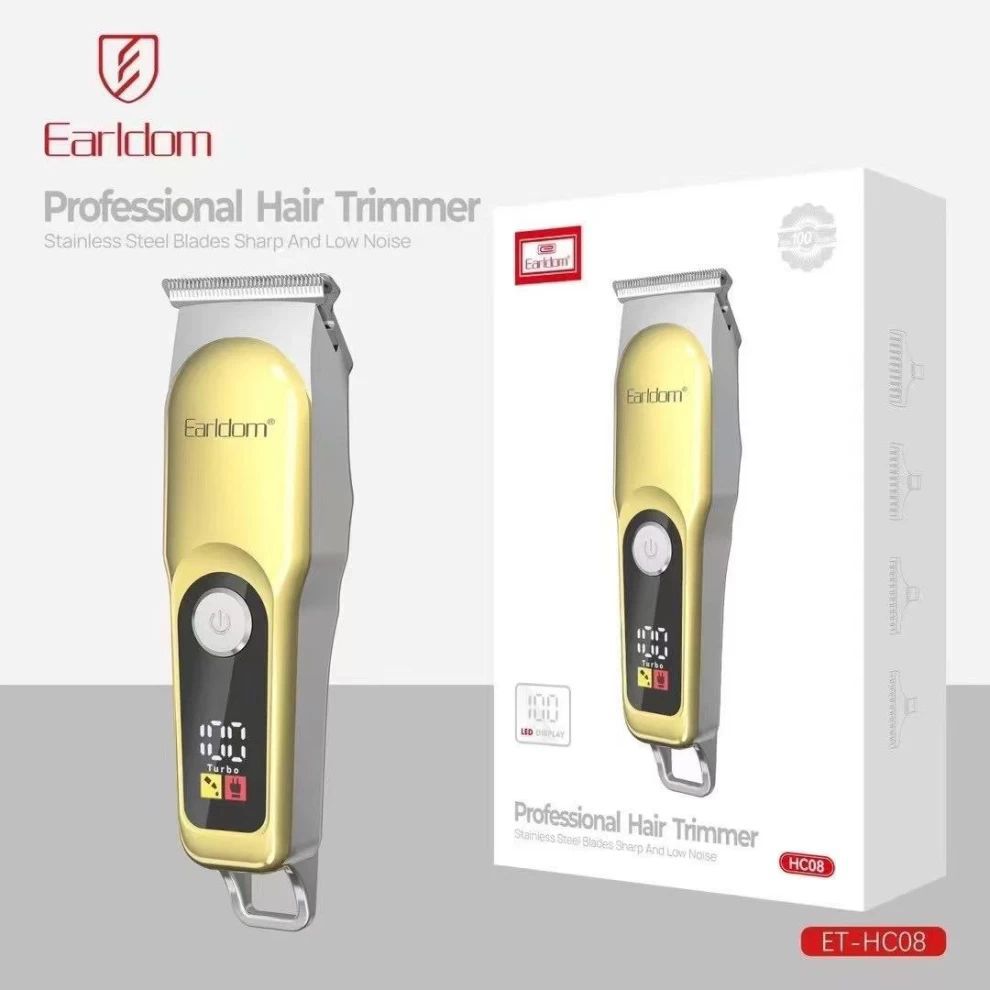 Earldom
Professional Hair Trimmer
Stainless Steel Blades Sharp And Low Noise
Earldom®
100
Turbo
Earldom®
100
Earldom®
100
Turbo
100
LED DISPLAY
Professional Hair Trimmer
Stainless Steel Blades Sharp And Low Noise
HC08
ET-HC08